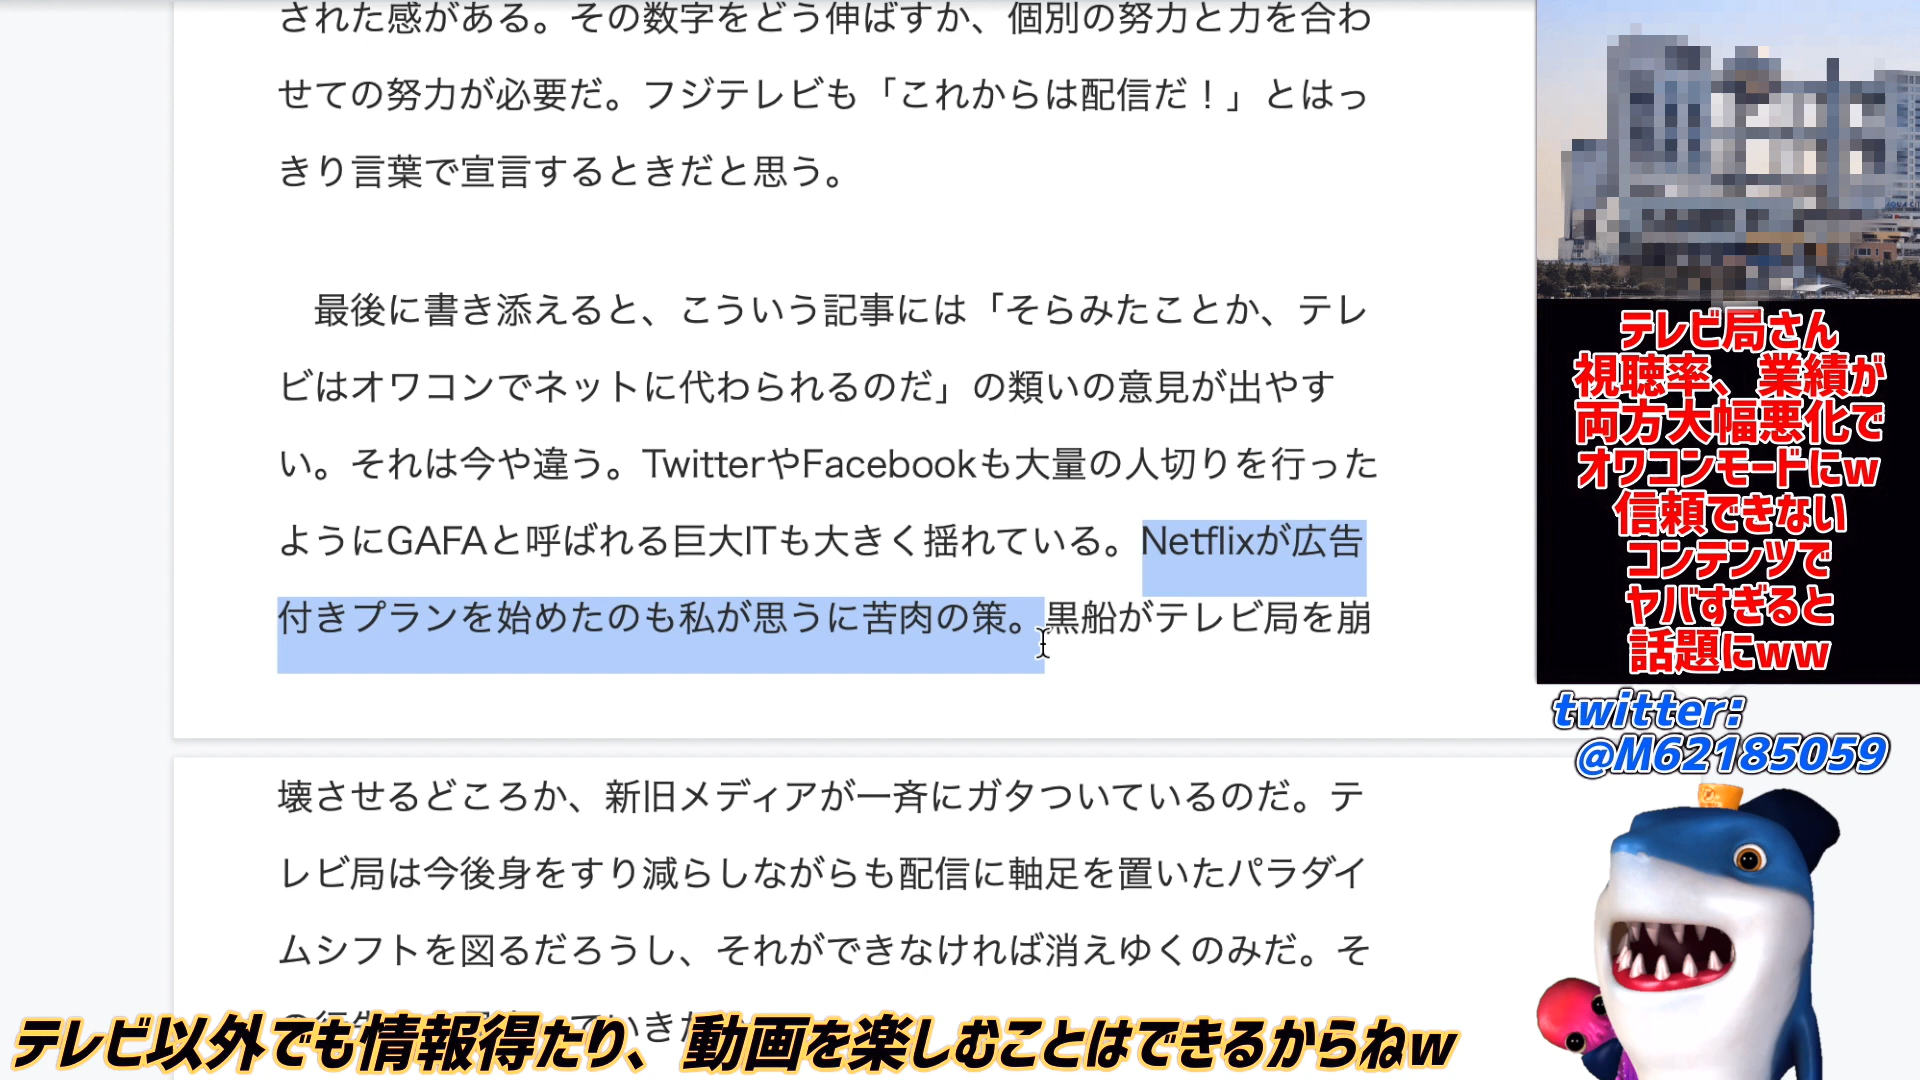 された感がある。その数字をどう伸ばすか、個別の努力と力を合わ
せての努力が必要だ。フジテレビも「これからは配信だ！」とはっ
きり言葉で宣言するときだと思う。
最後に書き添えると、こういう記事には「そらみたことか、テレ
ビはオワコンでネットに代わられるのだ」の類いの意見が出やす
い。それは今や違う。TwitterやFacebookも大量の人切りを行った
ようにGAFAと呼ばれる巨大ITも大きく揺れている。Netflixが広告
付きプランを始めたのも私が思うに苦肉の策。黒船がテレビ局を崩
壊させるどころか、新旧メディアが一斉にガタついているのだ。テ
レビ局は今後身をすり減らしながらも配信に軸足を置いたパラダイ
ムシフトを図るだろうし、それができなければ消えゆくのみだ。そ
テレビ以外でも情報得たり、動画を楽しむことはできるからねw
テレビ局さん
視聴率、業績が
両方大幅悪化で
オワコンモードにw
信頼できない
コンテンツで
ヤバすぎると
話題にww
twitter:
@M62185059